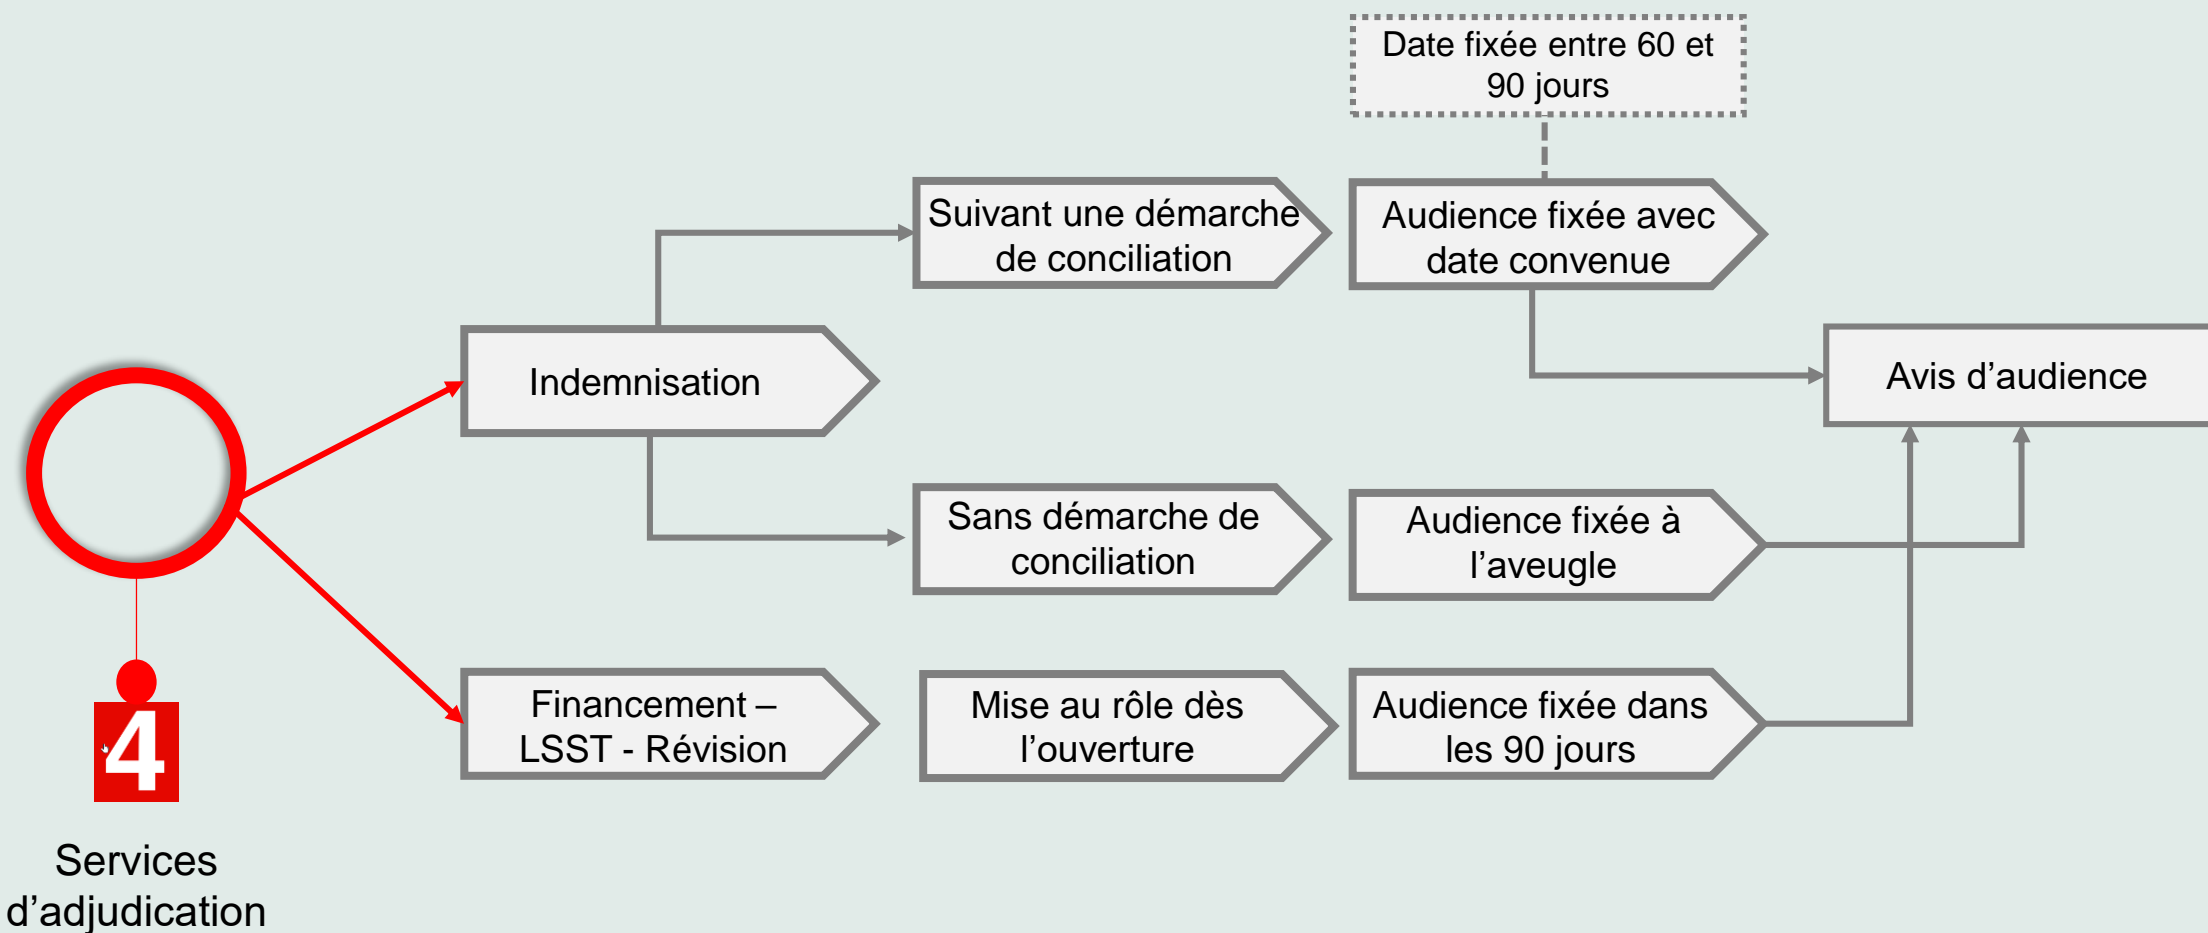 Date fixée entre 60 et
90 jours
Suivant une démarche
de conciliation
Audience fixée avec
date convenue
Indemnisation
Avis d’audience
Sans démarche de
conciliation
Audience fixée à
l’aveugle
Financement –
LSST - Révision
Mise au rôle dès
l’ouverture
Audience fixée dans
les 90 jours
4
Services
d’adjudication